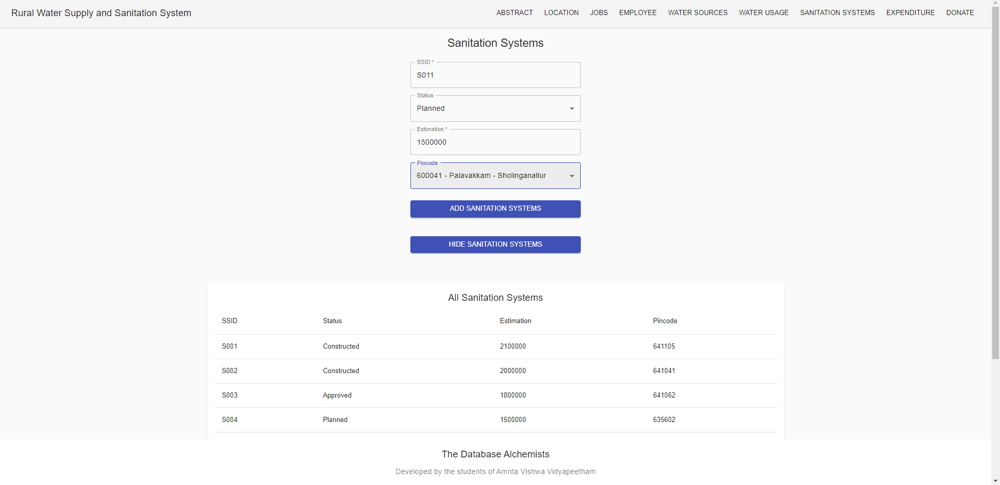 Rural Water Supply and Sanitation System ABSTRACT LOCATION JOBS EMPLOYEE WATER SOURCES WATER USAGE SANITATION SYSTEMS EXPENDITURE DONATE
Sanitation Systems
SSID *
S011
Status
Planned
Estimation *
1500000
Pincode
600041 - Palavakkam - Sholinganallur
ADD SANITATION SYSTEMS
HIDE SANITATION SYSTEMS
All Sanitation Systems
SSID Status Estimation Pincode
S001 Constructed 2100000 641105
S002 Constructed 2000000 641041
S003 Approved 1800000 641062
S004 Planned 1500000 635602
The Database Alchemists
Developed by the students of Amrita Vishwa Vidyapeetham